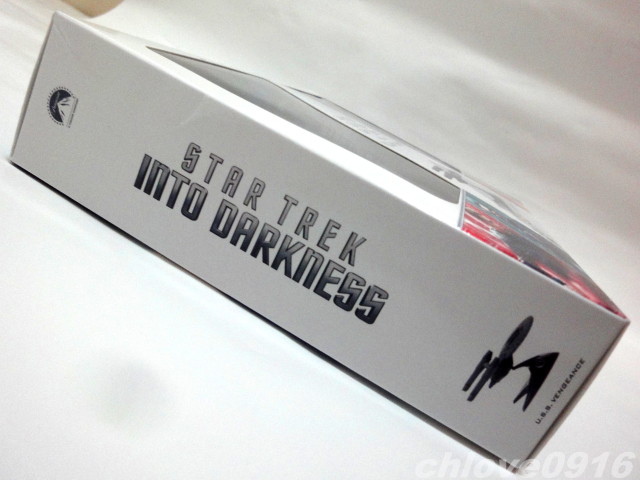 STAR TREK
INTO DARKNESS
U.S.S. VENGEANCE
chlove0916